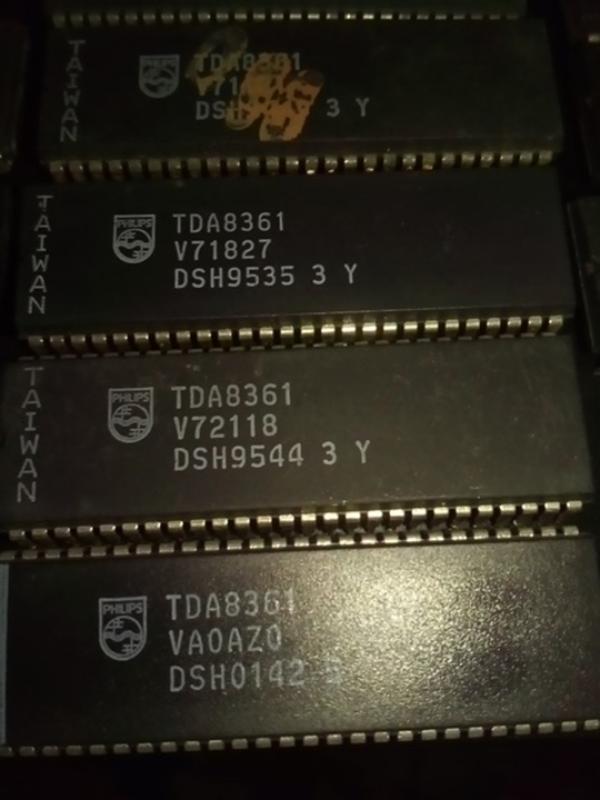 TAIWAN
PHILIPS
TDA8361
3 Y
TAIWAN
PHILIPS
TDA8361
V71827
DSH9535 3 Y
TAIWAN
PHILIPS
TDA8361
V72118
DSH9544 3 Y
PHILIPS
TDA8361
VA0AZ0
DSH0142